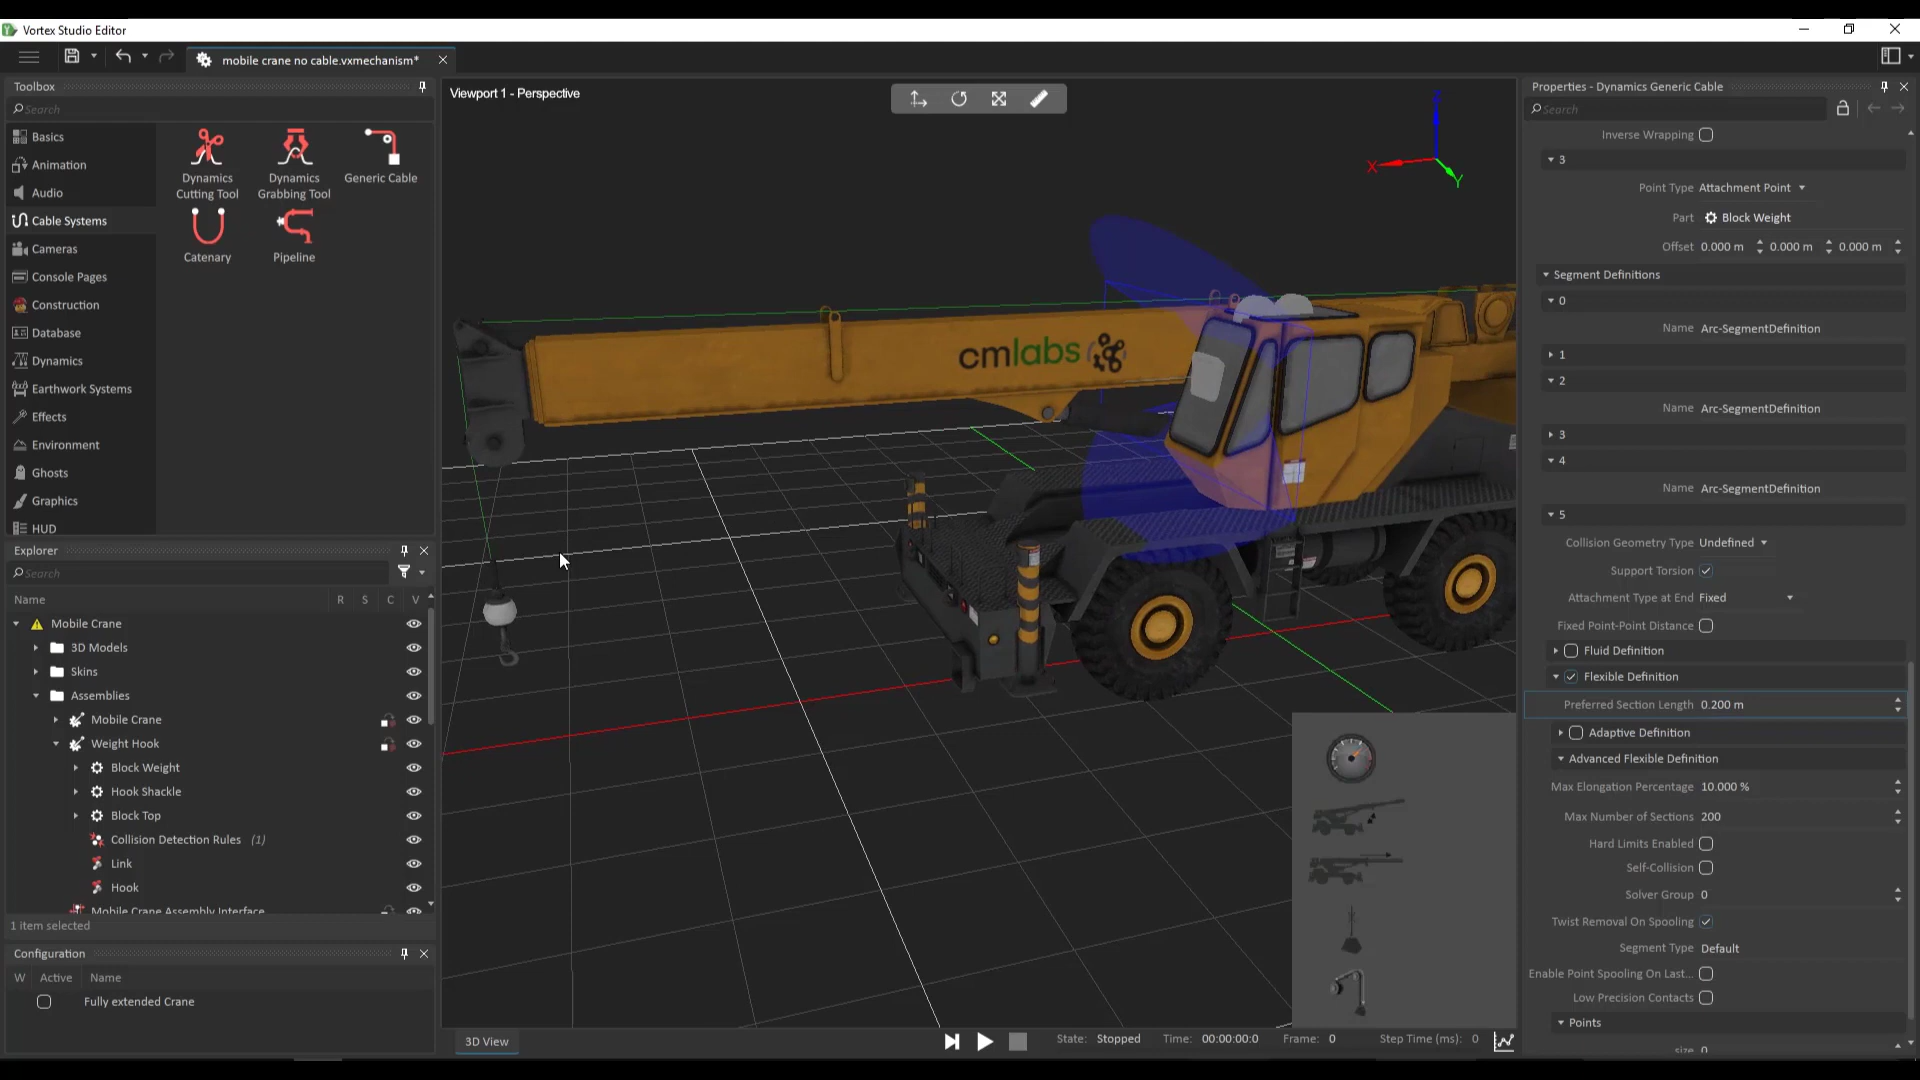 Vortex Studio Editor
mobile crane no cable.vxmechanism*
Toolbox
Search
Basics
Animation
Audio
Cable Systems
Cameras
Console Pages
Construction
Database
Dynamics
Earthwork Systems
Effects
Environment
Ghosts
Graphics
HUD
Dynamics
Cutting Tool
Dynamics
Grabbing Tool
Generic Cable
Catenary
Pipeline
Explorer
Search
Name R S C V
Mobile Crane
3D Models
Skins
Assemblies
Mobile Crane
Weight Hook
Block Weight
Hook Shackle
Block Top
Collision Detection Rules (1)
Link
Hook
Mobile Crane Assembly Interface
1 item selected
Configuration
W Active Name
Fully extended Crane
Viewport 1 - Perspective
Z
X
Y
cmlabs
3D View
State: Stopped Time: 00:00:00:0 Frame: 0 Step Time (ms): 0
Properties - Dynamics Generic Cable
Search
Inverse Wrapping
3
Point Type Attachment Point
Part Block Weight
Offset 0.000 m 0.000 m 0.000 m
Segment Definitions
0
Name Arc-SegmentDefinition
1
2
Name Arc-SegmentDefinition
3
4
Name Arc-SegmentDefinition
5
Collision Geometry Type Undefined
Support Torsion
Attachment Type at End Fixed
Fixed Point-Point Distance
Fluid Definition
Flexible Definition
Preferred Section Length 0.200 m
Adaptive Definition
Advanced Flexible Definition
Max Elongation Percentage 10.000 %
Max Number of Sections 200
Hard Limits Enabled
Self-Collision
Solver Group 0
Twist Removal On Spooling
Segment Type Default
Enable Point Spooling On Last...
Low Precision Contacts
Points
size 0